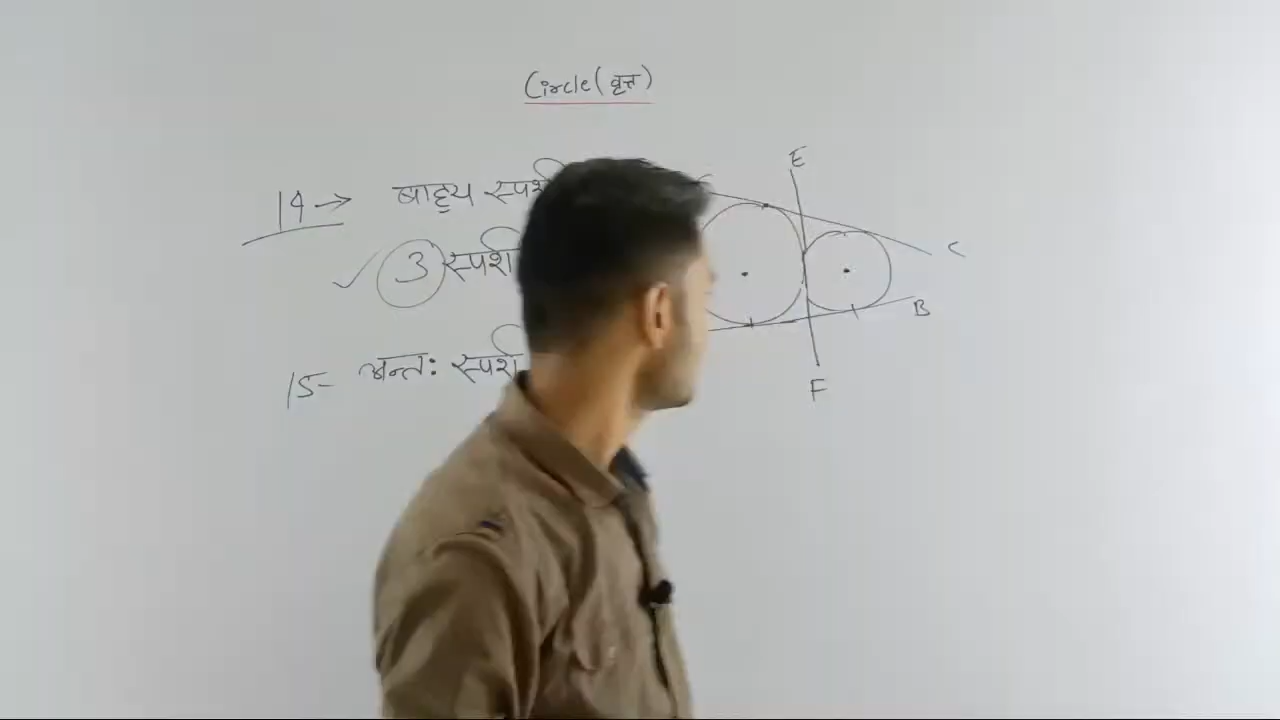 Circle (वृत्त)
14→ बाह्य स्पर्श
3 स्पर्श
15- अन्त: स्पर्श
E
C
B
F